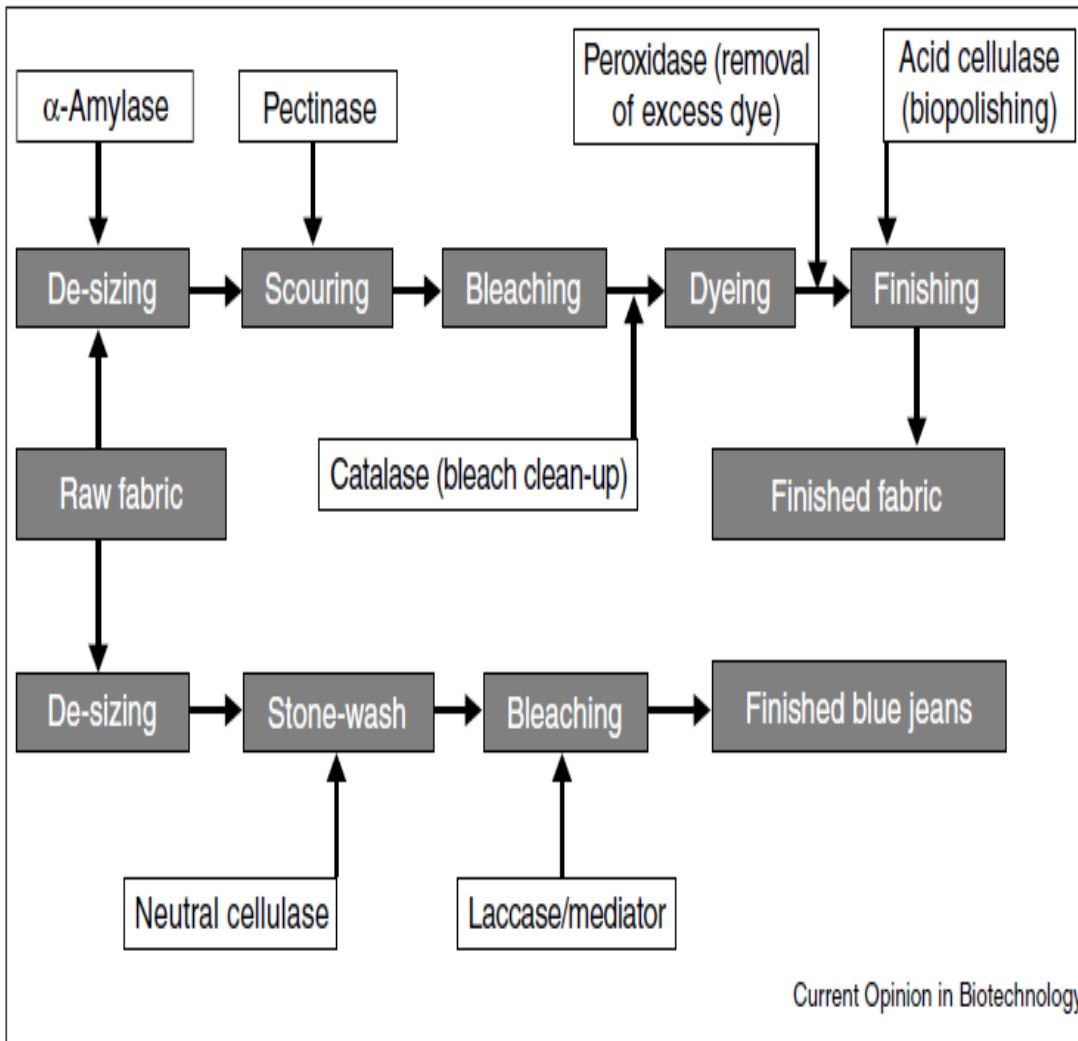 α-Amylase
Pectinase
Peroxidase (removal
of excess dye)
Acid cellulase
(biopolishing)
De-sizing
Scouring
Bleaching
Dyeing
Finishing
Raw fabric
Catalase (bleach clean-up)
Finished fabric
De-sizing
Stone-wash
Bleaching
Finished blue jeans
Neutral cellulase
Laccase/mediator
Current Opinion in Biotechnology